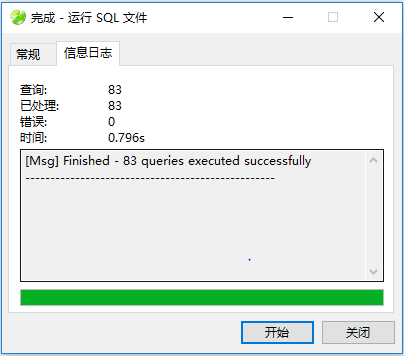 完成 - 运行 SQL 文件
常规
信息日志
查询: 83
已处理: 83
错误: 0
时间: 0.796s
[Msg] Finished - 83 queries executed successfully
--------------------------------------------------
开始
关闭